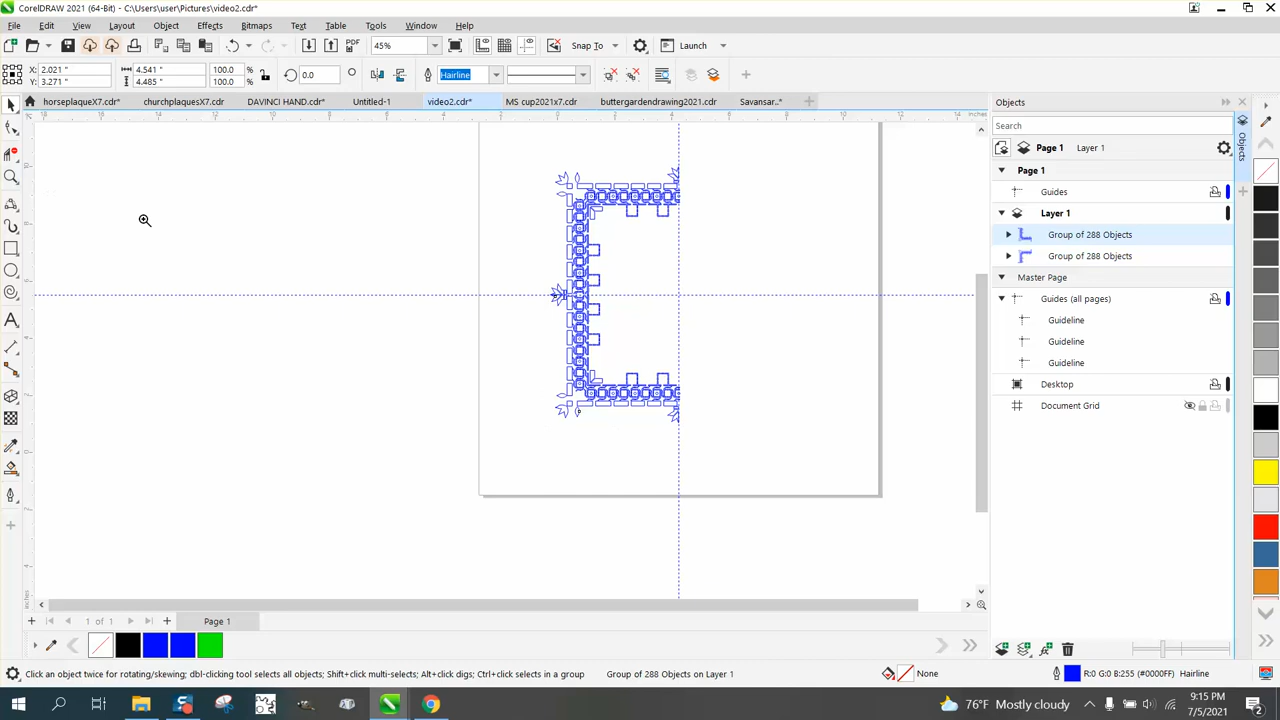 CorelDRAW 2021 (64-Bit) - C:\Users\user\Pictures\video2.cdr*
File Edit View Layout Object Effects Bitmaps Text Table Tools Window Help
PDF 45% Snap To Launch
X: 2.021 " 4.541 " 100.0 % 0.0 Hairline
Y: 3.271 " 4.485 " 100.0 %
horseplaqueX7.cdr* churchplaquesX7.cdr DAVINCI HAND.cdr* Untitled-1 video2.cdr* MS cup2021x7.cdr buttergardendrawing2021.cdr Savansar..*
inches
Objects
Search
Page 1 Layer 1
Page 1
Guides
Layer 1
Group of 288 Objects
Group of 288 Objects
Master Page
Guides (all pages)
Guideline
Guideline
Guideline
Desktop
Document Grid
Objects
1 of 1 Page 1
Click an object twice for rotating/skewing; dbl-clicking tool selects all objects; Shift+click multi-selects; Alt+click digs; Ctrl+click selects in a group Group of 288 Objects on Layer 1 None R:0 G:0 B:255 (#0000FF) Hairline
76°F Mostly cloudy 9:15 PM
7/5/2021
2